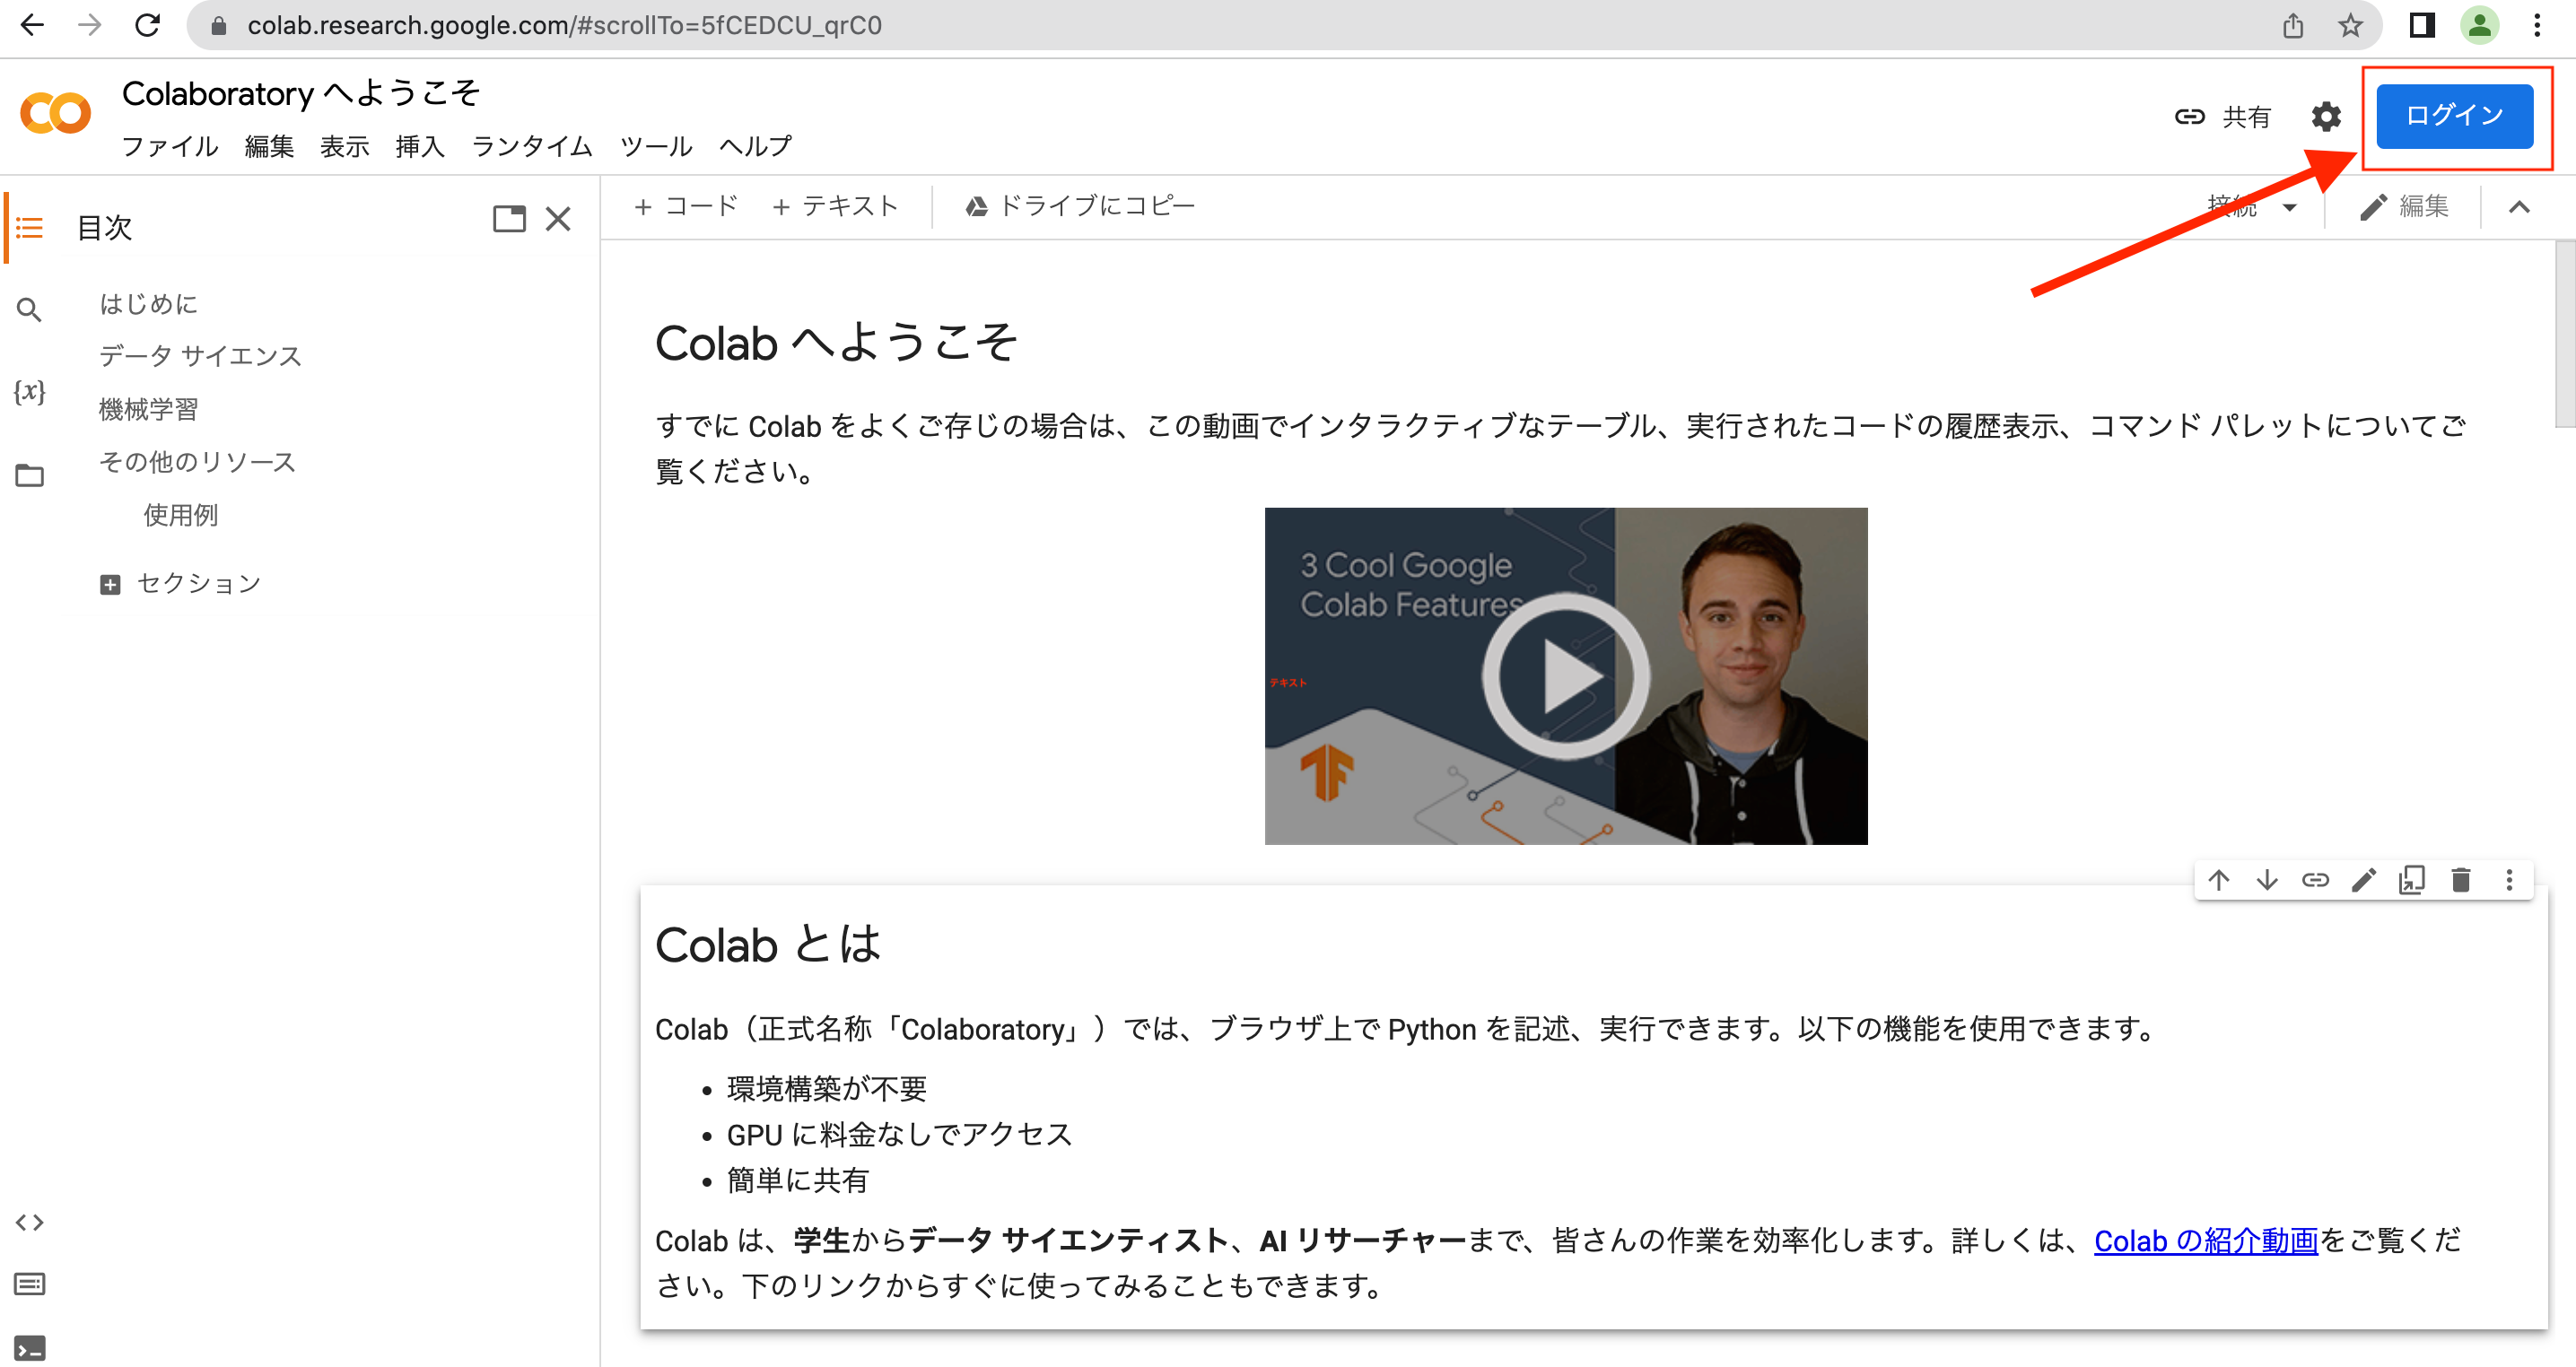 colab.research.google.com/#scrollTo=5fCEDCU_qrC0
Colaboratory へようこそ
ファイル 編集 表示 挿入 ランタイム ツール ヘルプ
共有
ログイン
目次
はじめに
データ サイエンス
機械学習
その他のリソース
使用例
セクション
+ コード + テキスト ドライブにコピー
接続 編集
Colab へようこそ
すでに Colab をよくご存じの場合は、この動画でインタラクティブなテーブル、実行されたコードの履歴表示、コマンド パレットについてご
覧ください。
3 Cool Google
Colab Features
テキスト
Colab とは
Colab（正式名称「Colaboratory」）では、ブラウザ上で Python を記述、実行できます。以下の機能を使用できます。
• 環境構築が不要
• GPU に料金なしでアクセス
• 簡単に共有
Colab は、学生からデータ サイエンティスト、AI リサーチャーまで、皆さんの作業を効率化します。詳しくは、Colab の紹介動画をご覧くだ
さい。下のリンクからすぐに使ってみることもできます。